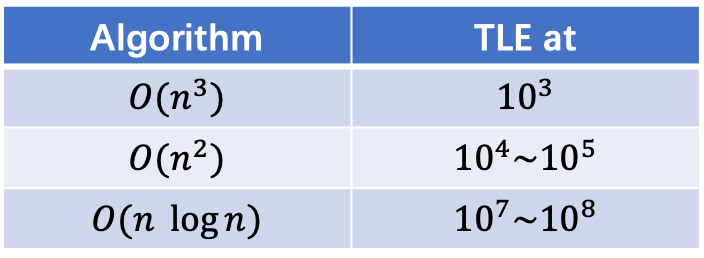 Algorithm TLE at
O(n³) 10³
O(n²) 10⁴~10⁵
O(n log n) 10⁷~10⁸